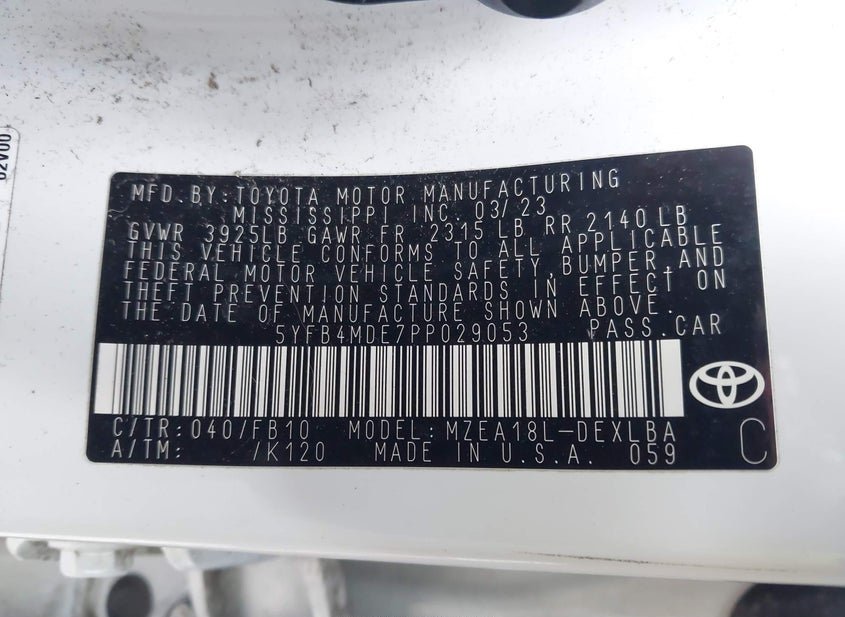 02V00
MFD.BY:TOYOTA MOTOR MANUFACTURING
MISSISSIPPI INC. 03/23
GVWR 3925LB GAWR FR 2315 LB RR 2140 LB
THIS VEHICLE CONFORMS TO ALL APPLICABLE
FEDERAL MOTOR VEHICLE SAFETY,BUMPER,AND
THEFT PREVENTION STANDARDS IN EFFECT ON
THE DATE OF MANUFACTURE SHOWN ABOVE.
5YFB4MDE7PP029053 PASS.CAR
C/TR:040/FB10 MODEL:MZEA18L-DEXLBA
A/TM: /K120 MADE IN U.S.A. 059
C